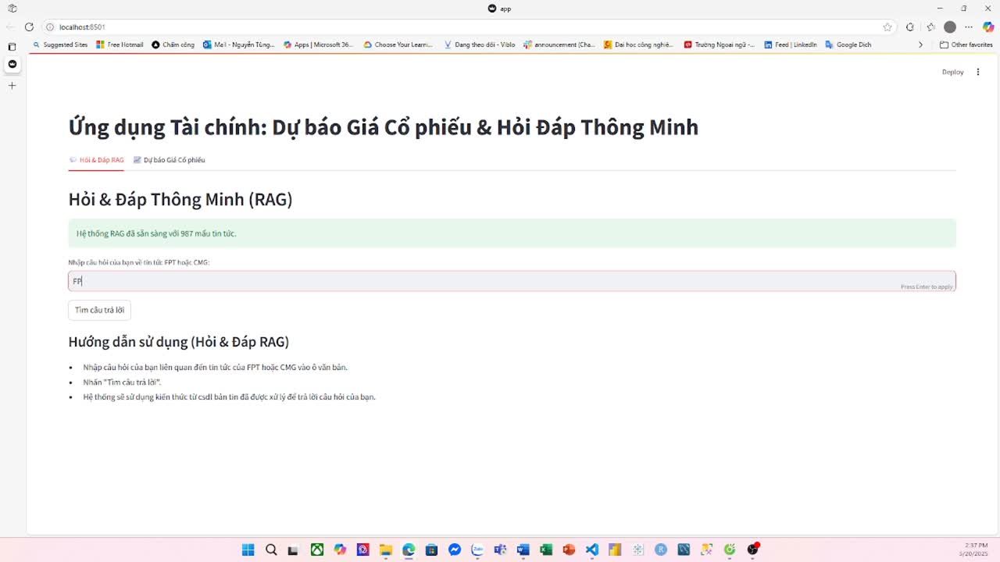 app
localhost:8501
Suggested Sites
Free Hotmail
Chấm công
Mail - Nguyễn Tùng...
Apps | Microsoft 36...
Choose Your Learni...
Đang theo dõi - Viblo
announcement (Cha...
Đại học công nghiệ...
Trường Ngoại ngữ -...
Feed | LinkedIn
Google Dịch
Other favorites
Deploy
Ứng dụng Tài chính: Dự báo Giá Cổ phiếu & Hỏi Đáp Thông Minh
Hỏi & Đáp RAG
Dự báo Giá Cổ phiếu
Hỏi & Đáp Thông Minh (RAG)
Hệ thống RAG đã sẵn sàng với 987 mẩu tin tức.
Nhập câu hỏi của bạn về tin tức FPT hoặc CMG:
FP
Press Enter to apply
Tìm câu trả lời
Hướng dẫn sử dụng (Hỏi & Đáp RAG)
• Nhập câu hỏi của bạn liên quan đến tin tức của FPT hoặc CMG vào ô văn bản.
• Nhấn "Tìm câu trả lời".
• Hệ thống sẽ sử dụng kiến thức từ csdl bản tin đã được xử lý để trả lời câu hỏi của bạn.
Zalo
2:37 PM
5/20/2025